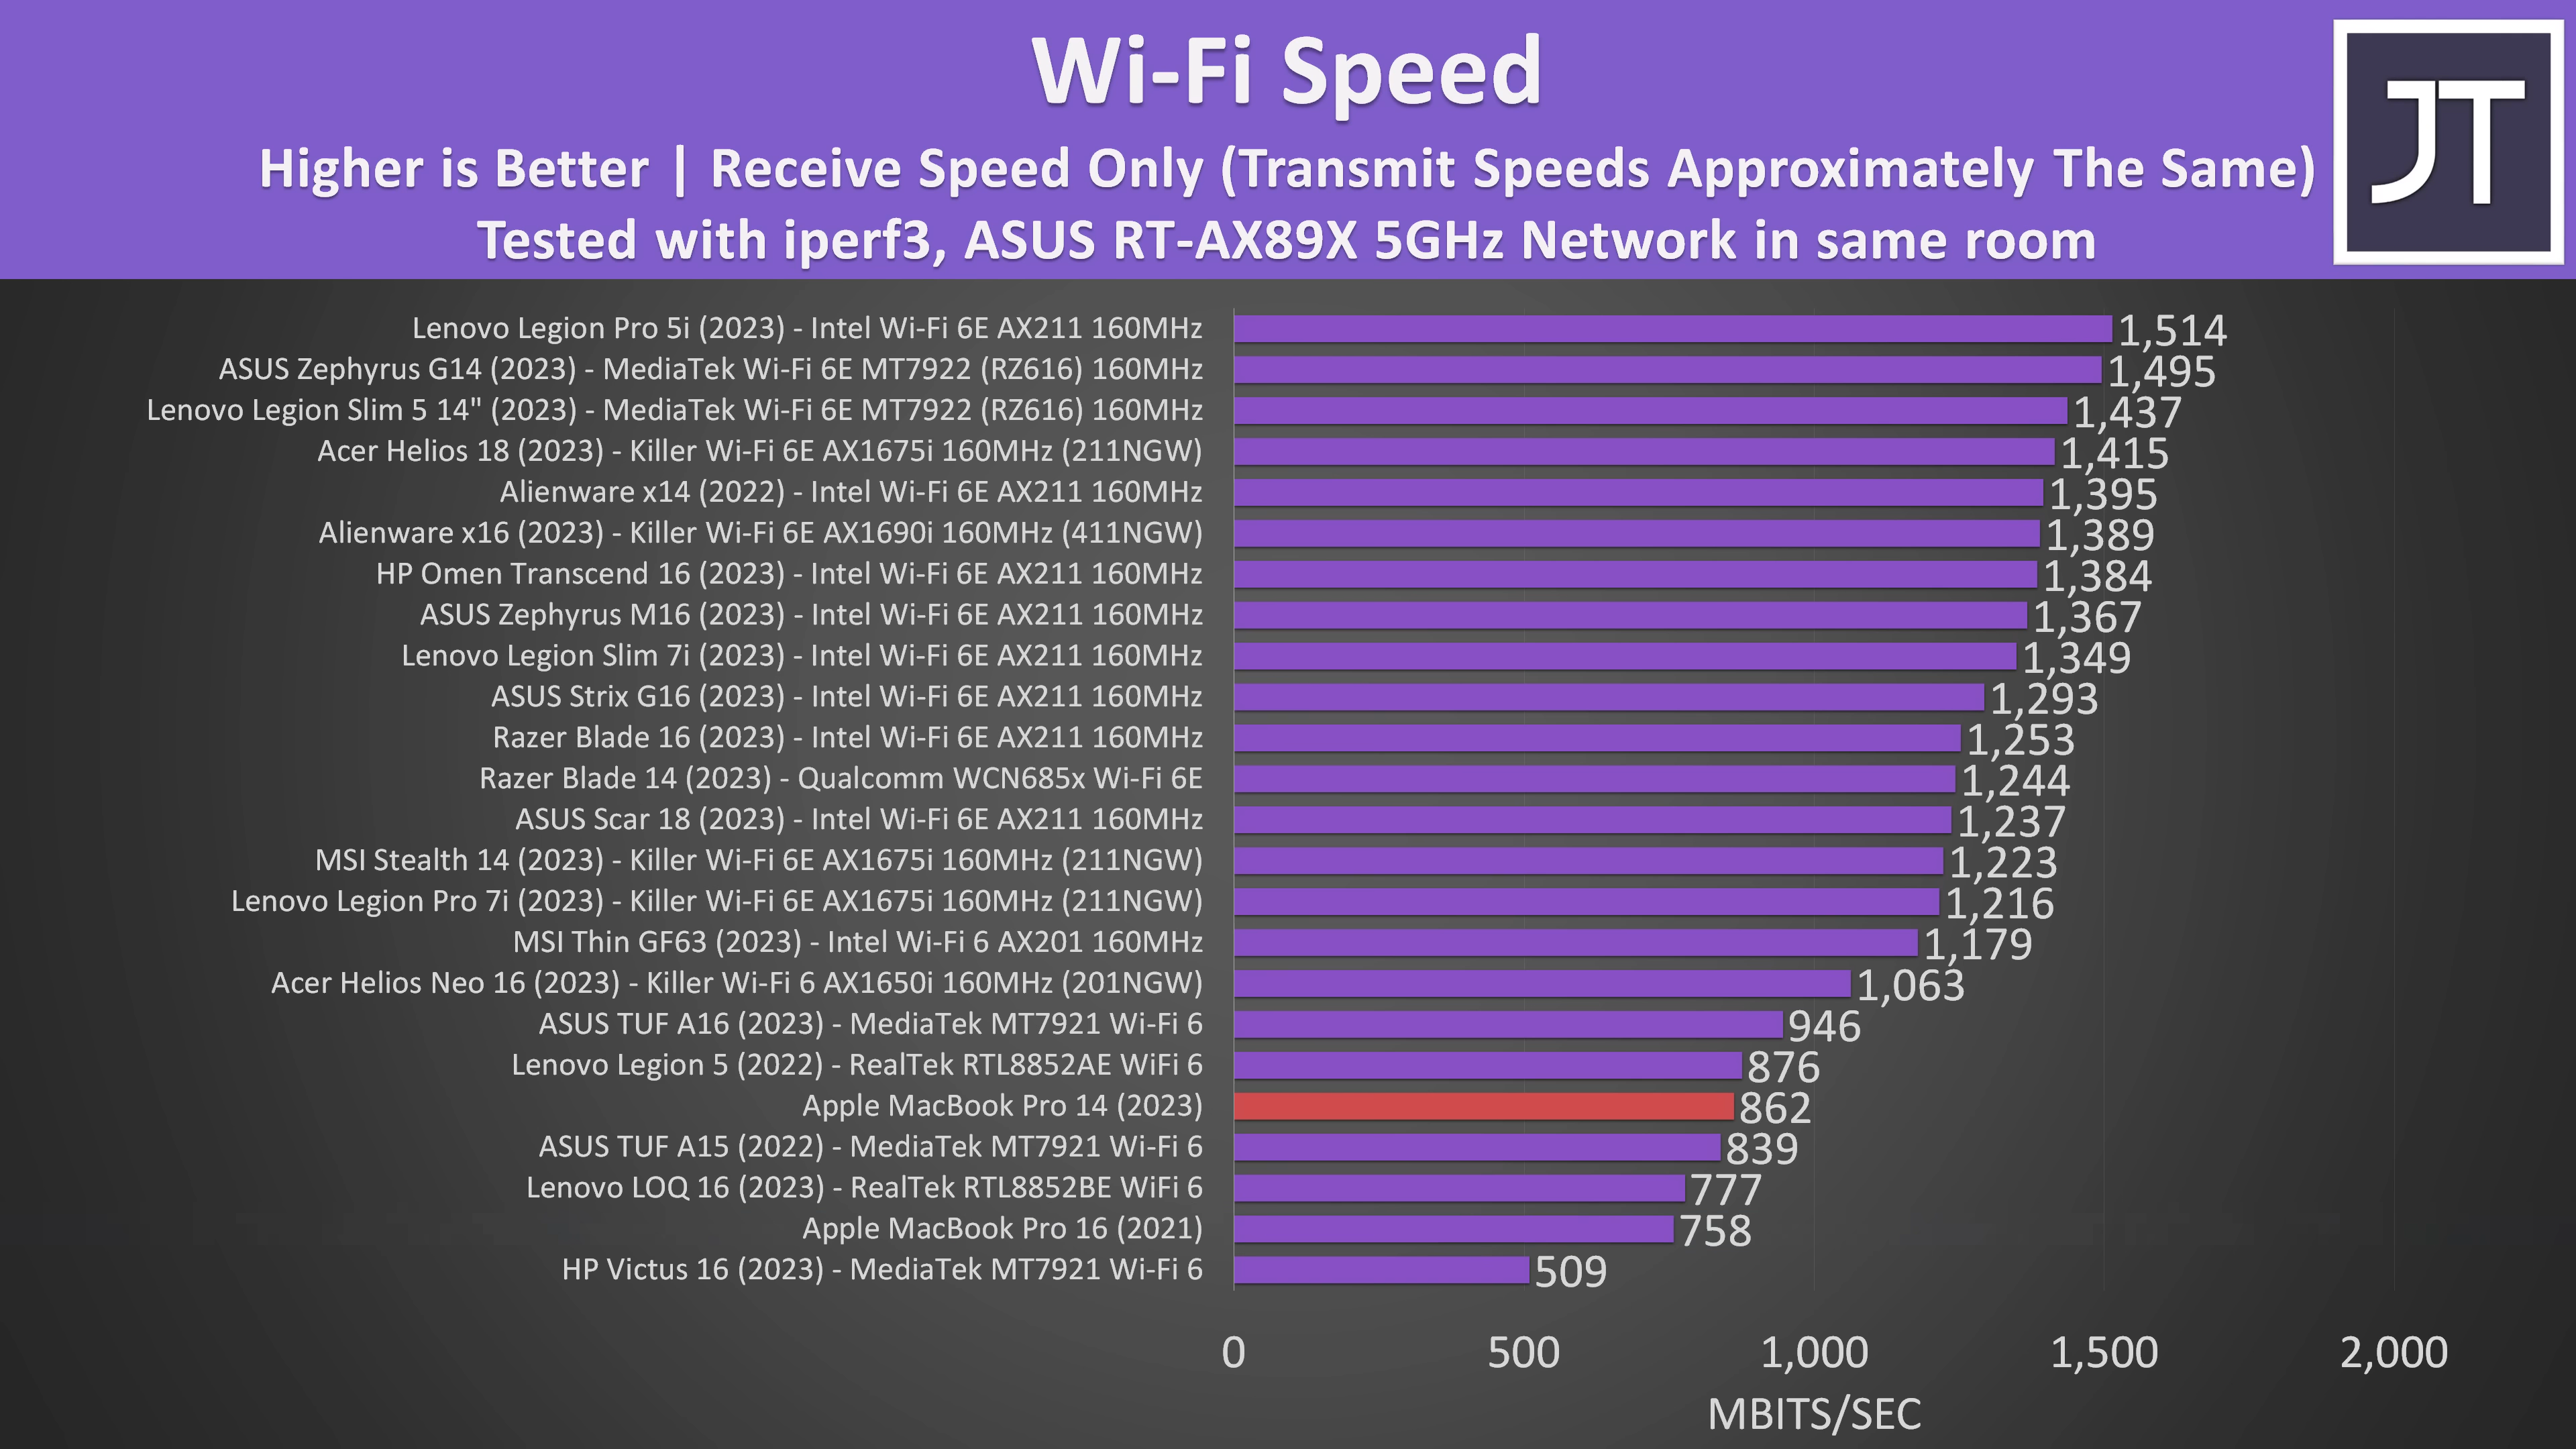 Wi-Fi Speed
JT
Higher is Better | Receive Speed Only (Transmit Speeds Approximately The Same)
Tested with iperf3, ASUS RT-AX89X 5GHz Network in same room
Lenovo Legion Pro 5i (2023) - Intel Wi-Fi 6E AX211 160MHz 1,514
ASUS Zephyrus G14 (2023) - MediaTek Wi-Fi 6E MT7922 (RZ616) 160MHz 1,495
Lenovo Legion Slim 5 14" (2023) - MediaTek Wi-Fi 6E MT7922 (RZ616) 160MHz 1,437
Acer Helios 18 (2023) - Killer Wi-Fi 6E AX1675i 160MHz (211NGW) 1,415
Alienware x14 (2022) - Intel Wi-Fi 6E AX211 160MHz 1,395
Alienware x16 (2023) - Killer Wi-Fi 6E AX1690i 160MHz (411NGW) 1,389
HP Omen Transcend 16 (2023) - Intel Wi-Fi 6E AX211 160MHz 1,384
ASUS Zephyrus M16 (2023) - Intel Wi-Fi 6E AX211 160MHz 1,367
Lenovo Legion Slim 7i (2023) - Intel Wi-Fi 6E AX211 160MHz 1,349
ASUS Strix G16 (2023) - Intel Wi-Fi 6E AX211 160MHz 1,293
Razer Blade 16 (2023) - Intel Wi-Fi 6E AX211 160MHz 1,253
Razer Blade 14 (2023) - Qualcomm WCN685x Wi-Fi 6E 1,244
ASUS Scar 18 (2023) - Intel Wi-Fi 6E AX211 160MHz 1,237
MSI Stealth 14 (2023) - Killer Wi-Fi 6E AX1675i 160MHz (211NGW) 1,223
Lenovo Legion Pro 7i (2023) - Killer Wi-Fi 6E AX1675i 160MHz (211NGW) 1,216
MSI Thin GF63 (2023) - Intel Wi-Fi 6 AX201 160MHz 1,179
Acer Helios Neo 16 (2023) - Killer Wi-Fi 6 AX1650i 160MHz (201NGW) 1,063
ASUS TUF A16 (2023) - MediaTek MT7921 Wi-Fi 6 946
Lenovo Legion 5 (2022) - RealTek RTL8852AE WiFi 6 876
Apple MacBook Pro 14 (2023) 862
ASUS TUF A15 (2022) - MediaTek MT7921 Wi-Fi 6 839
Lenovo LOQ 16 (2023) - RealTek RTL8852BE WiFi 6 777
Apple MacBook Pro 16 (2021) 758
HP Victus 16 (2023) - MediaTek MT7921 Wi-Fi 6 509
0 500 1,000 1,500 2,000
MBITS/SEC